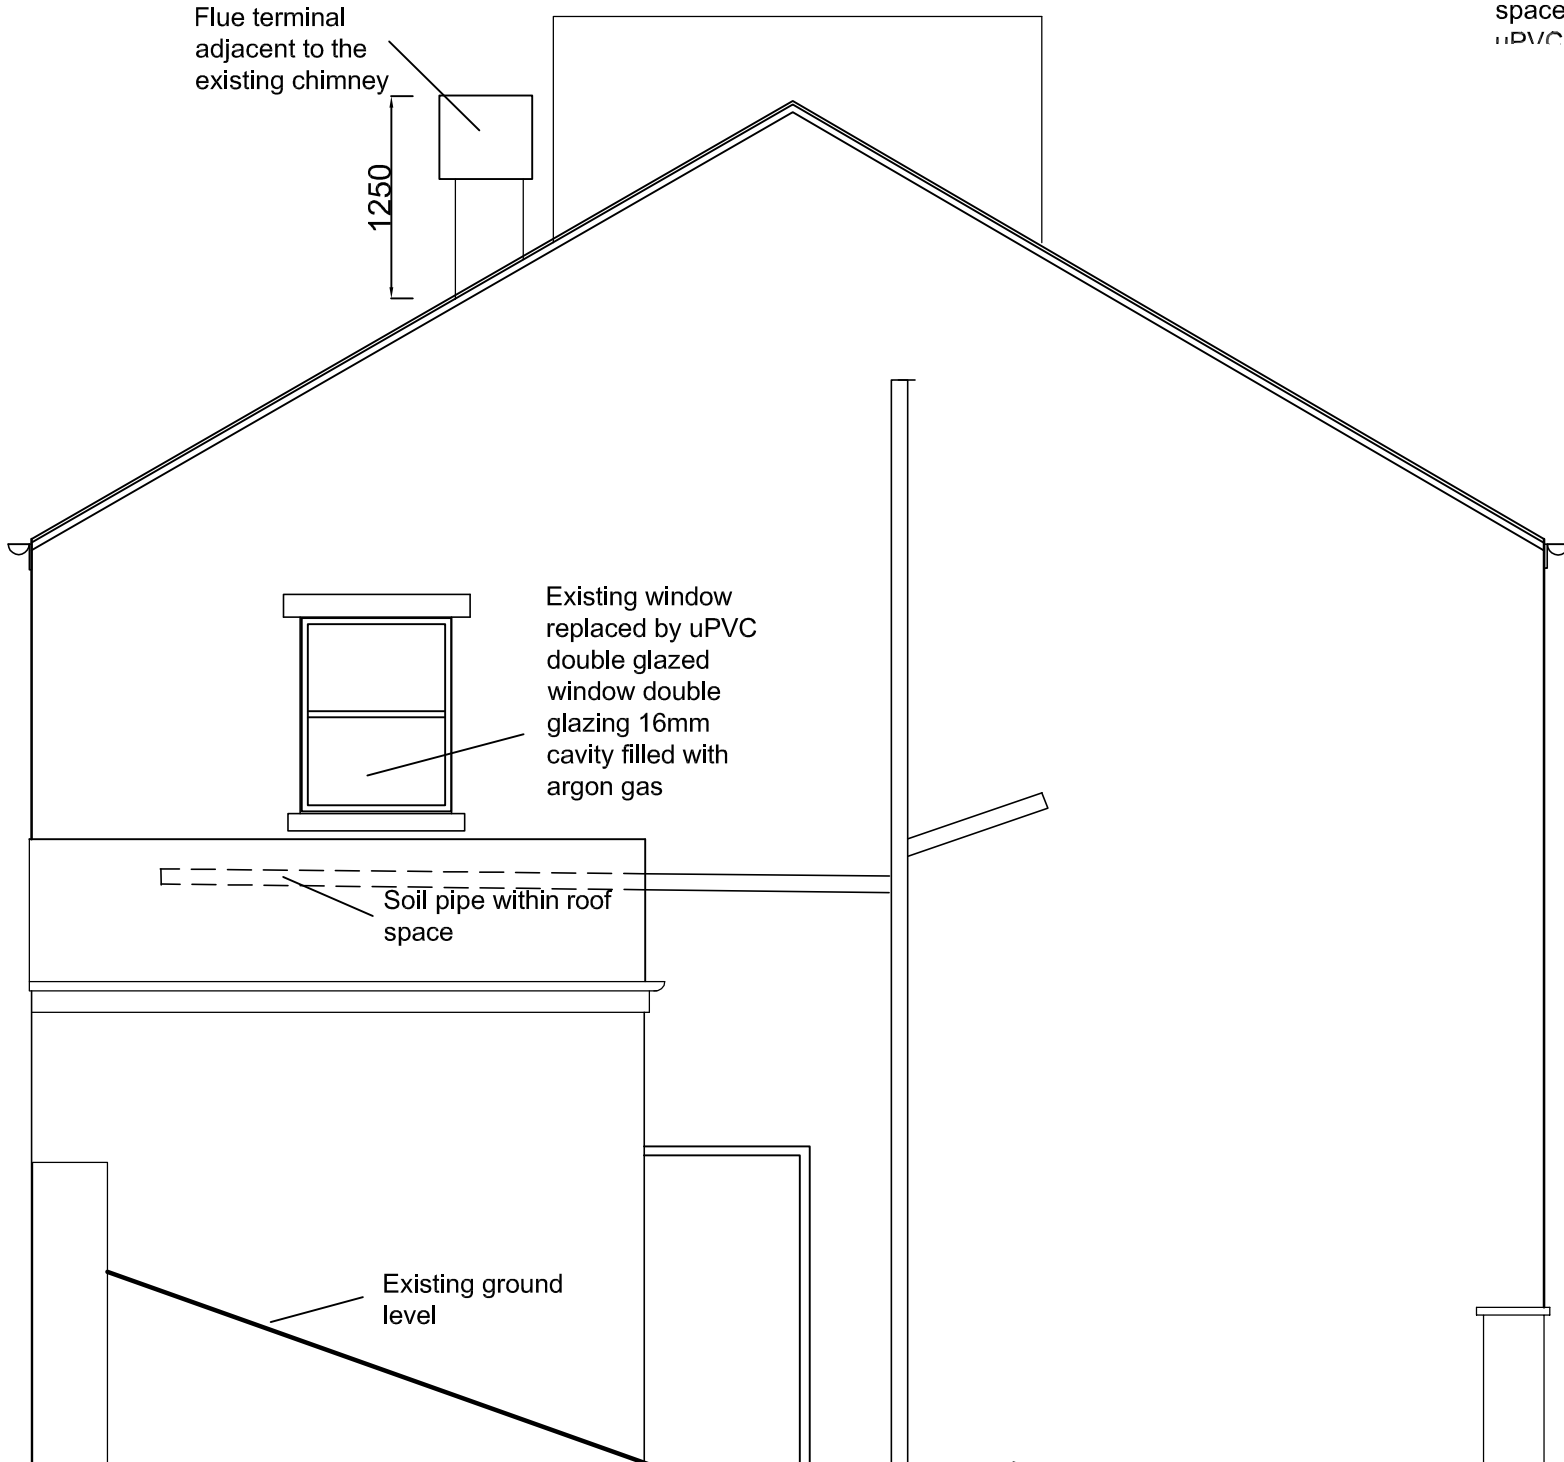 Flue terminal
adjacent to the
existing chimney
space
uPVC
1250
Existing window
replaced by uPVC
double glazed
window double
glazing 16mm
cavity filled with
argon gas
Soil pipe within roof
space
Existing ground
level